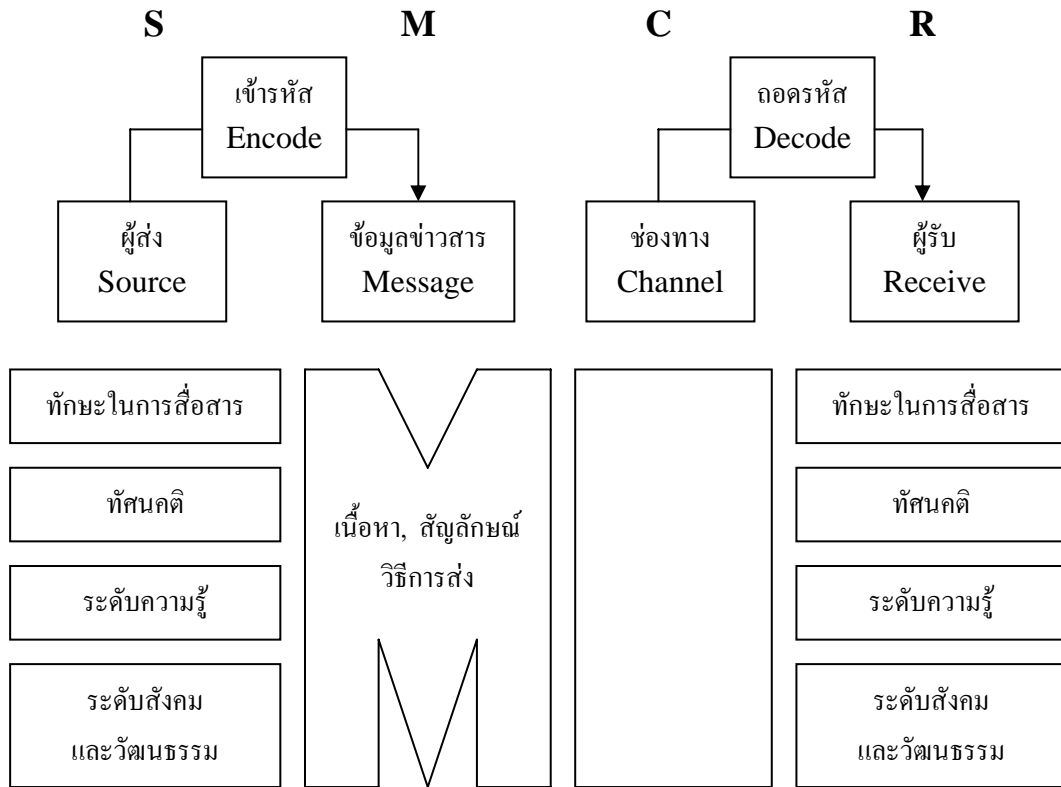 S M C R
เข้ารหัส
Encode
ถอดรหัส
Decode
ผู้ส่ง
Source
ข้อมูลข่าวสาร
Message
ช่องทาง
Channel
ผู้รับ
Receive
ทักษะในการสื่อสาร
ทัศนคติ
ระดับความรู้
ระดับสังคม
และวัฒนธรรม
เนื้อหา, สัญลักษณ์
วิธีการส่ง
ทักษะในการสื่อสาร
ทัศนคติ
ระดับความรู้
ระดับสังคม
และวัฒนธรรม